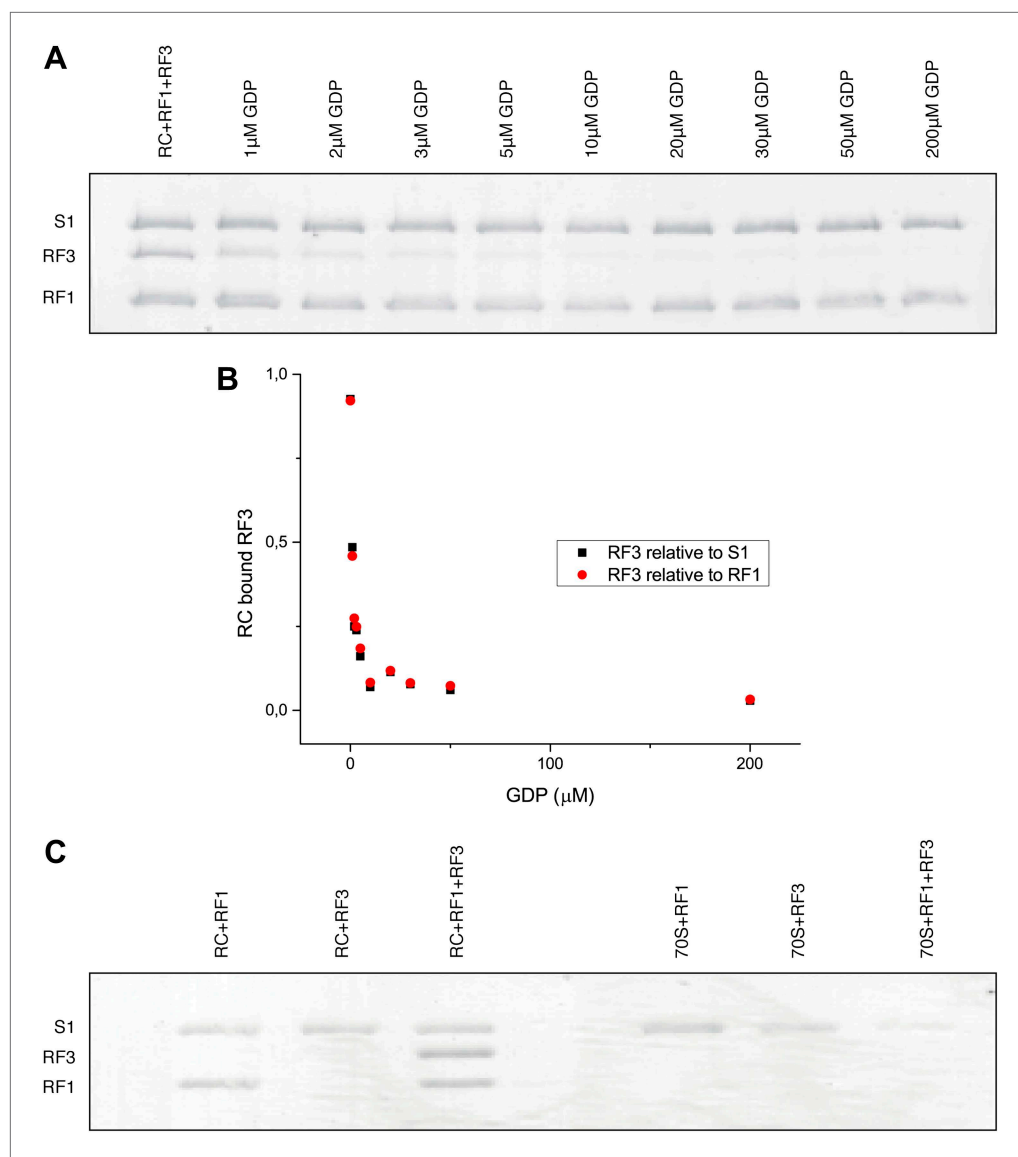 A
RC+RF1+RF3
1µM GDP
2µM GDP
3µM GDP
5µM GDP
10µM GDP
20µM GDP
30µM GDP
50µM GDP
200µM GDP
S1
RF3
RF1
B
1,0
0,5
0,0
RC bound RF3
RF3 relative to S1
RF3 relative to RF1
0
100
200
GDP (µM)
C
RC+RF1
RC+RF3
RC+RF1+RF3
70S+RF1
70S+RF3
70S+RF1+RF3
S1
RF3
RF1